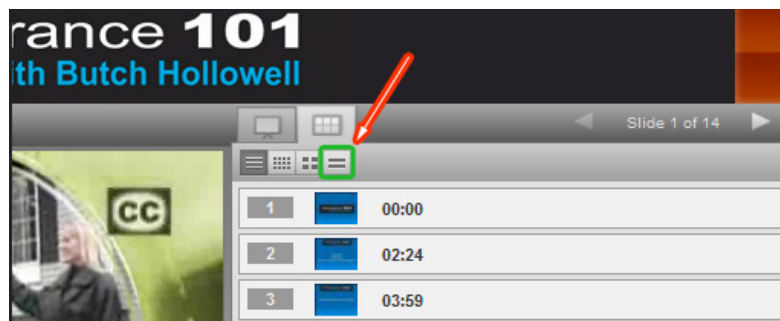 rance 101
ith Butch Hollowell
Slide 1 of 14
CC
1 00:00
2 02:24
3 03:59